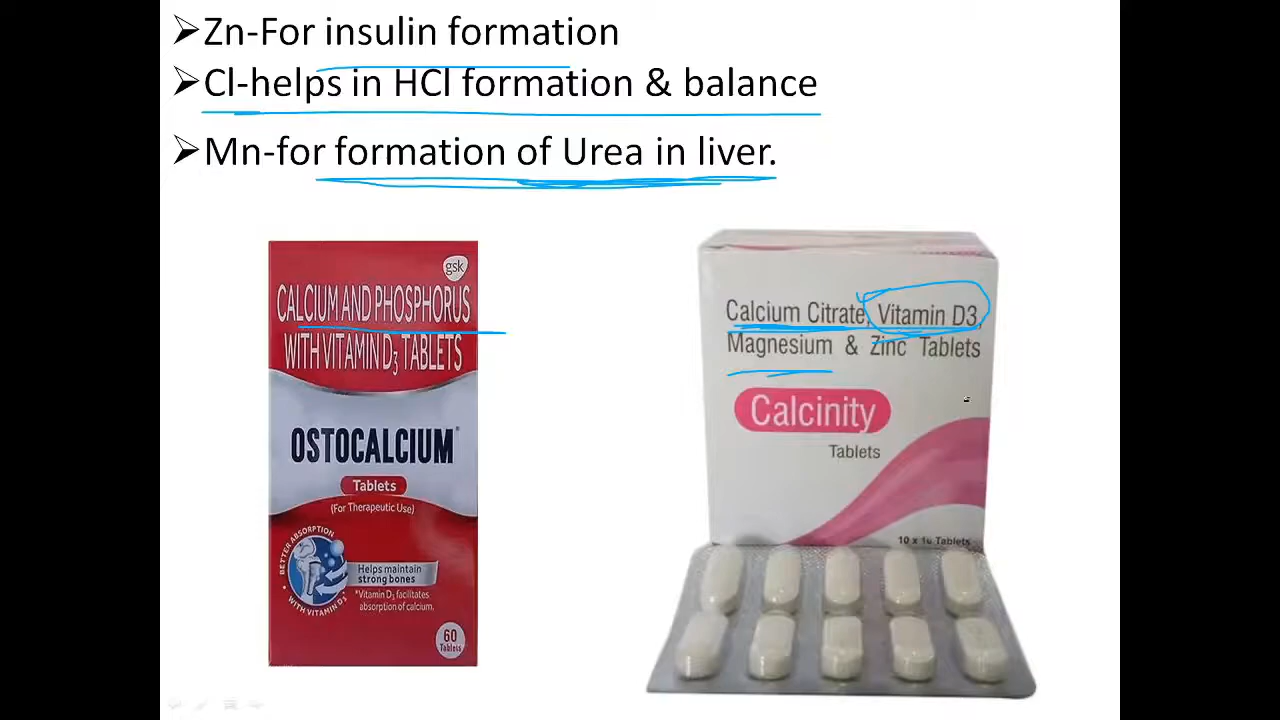 ➢Zn-For insulin formation
➢Cl-helps in HCl formation & balance
➢Mn-for formation of Urea in liver.
gsk
CALCIUM AND PHOSPHORUS
WITH VITAMIN D3 TABLETS
OSTOCALCIUM
Tablets
(For Therapeutic Use)
BETTER ABSORPTION
WITH VITAMIN D3*
Helps maintain
strong bones
*Vitamin D3 facilitates
absorption of calcium.
60
Tablets
Calcium Citrate, Vitamin D3,
Magnesium & Zinc Tablets
Calcinity
Tablets
10 x 10 Tablets